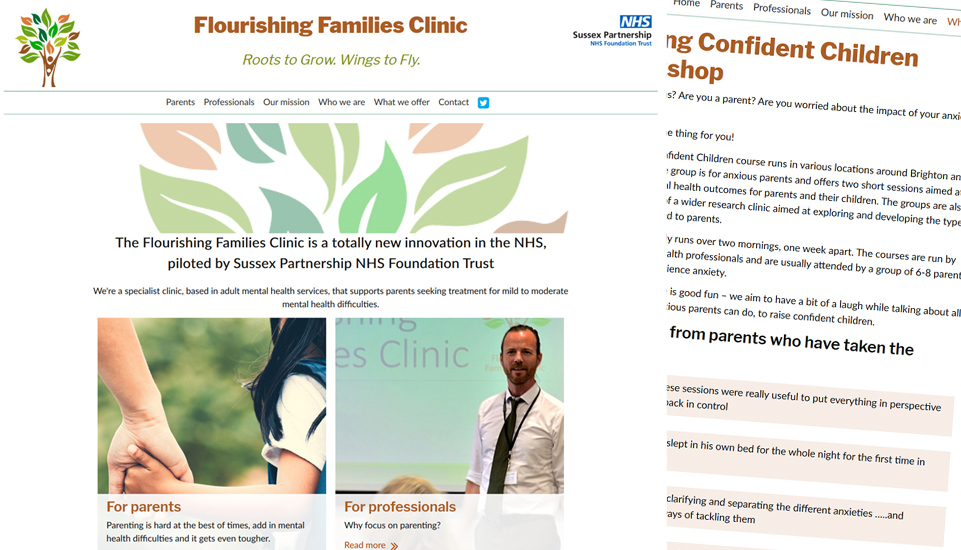 Flourishing Families Clinic
Roots to Grow. Wings to Fly.
NHS
Sussex Partnership
NHS Foundation Trust
Parents Professionals Our mission Who we are What we offer Contact
The Flourishing Families Clinic is a totally new innovation in the NHS,
piloted by Sussex Partnership NHS Foundation Trust
We're a specialist clinic, based in adult mental health services, that supports parents seeking treatment for mild to moderate
mental health difficulties.
es Clinic
For parents
Parenting is hard at the best of times, add in mental
health difficulties and it gets even tougher.
For professionals
Why focus on parenting?
Read more »
Home Parents Professionals Our mission Who we are Wh
ng Confident Children
shop
s? Are you a parent? Are you worried about the impact of your anxi
e thing for you!
fident Children course runs in various locations around Brighton an
group is for anxious parents and offers two short sessions aimed a
al health outcomes for parents and their children. The groups are als
of a wider research clinic aimed at exploring and developing the type
d to parents.
y runs over two mornings, one week apart. The courses are run by
alth professionals and are usually attended by a group of 6-8 parent
ience anxiety.
is good fun – we aim to have a bit of a laugh while talking about all
ious parents can do, to raise confident children.
from parents who have taken the
ese sessions were really useful to put everything in perspective
back in control
slept in his own bed for the whole night for the first time in
clarifying and separating the different anxieties .....and
ays of tackling them